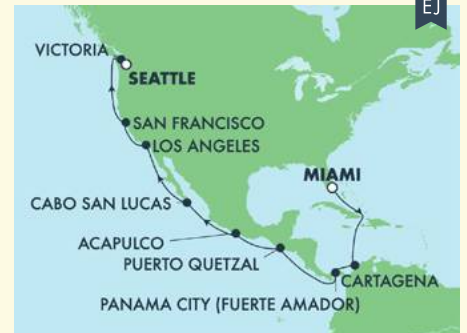 EJ
VICTORIA
SEATTLE
SAN FRANCISCO
LOS ANGELES
MIAMI
CABO SAN LUCAS
ACAPULCO
PUERTO QUETZAL
CARTAGENA
PANAMA CITY (FUERTE AMADOR)